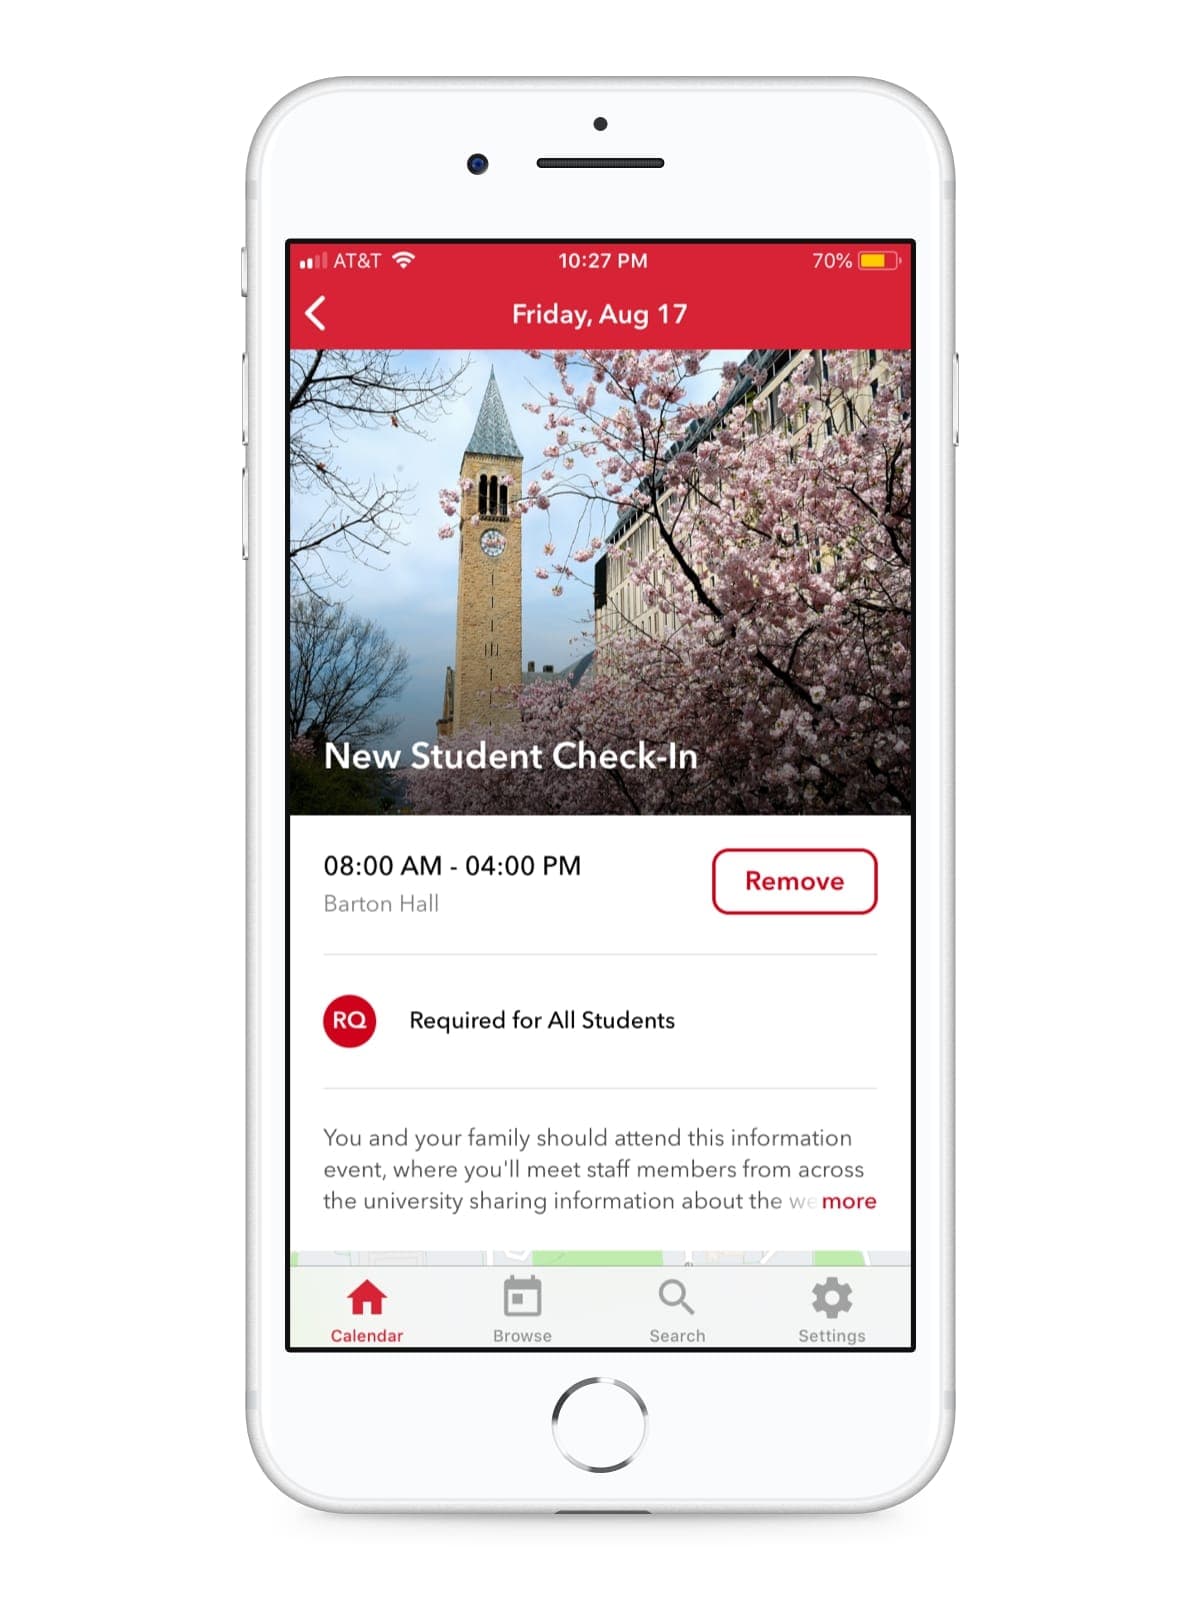 AT&T 10:27 PM 70%
Friday, Aug 17
New Student Check-In
08:00 AM - 04:00 PM
Remove
Barton Hall
RQ Required for All Students
You and your family should attend this information
event, where you'll meet staff members from across
the university sharing information about the we more
Calendar Browse Search Settings